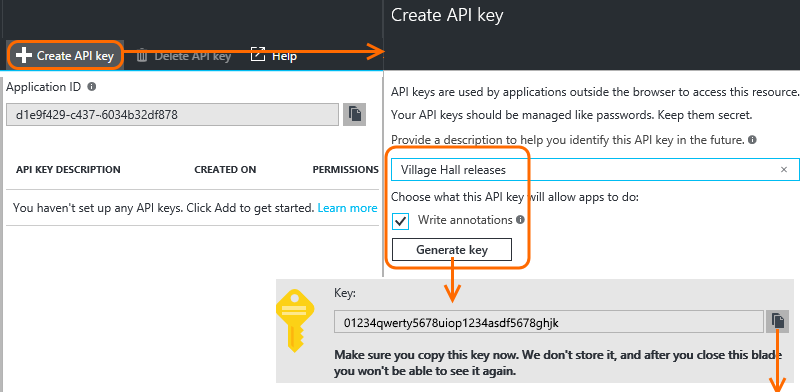 Create API key
Create API key
Delete API key
Help
Application ID
d1e9f429-c437-6034b32df878
API KEY DESCRIPTION
CREATED ON
PERMISSIONS
You haven't set up any API keys. Click Add to get started. Learn more
API keys are used by applications outside the browser to access this resource.
Your API keys should be managed like passwords. Keep them secret.
Provide a description to help you identify this API key in the future.
Village Hall releases
Choose what this API key will allow apps to do:
Write annotations
Generate key
Key:
01234qwerty5678uiop1234asdf5678ghjk
Make sure you copy this key now. We don't store it, and after you close this blade
you won't be able to see it again.